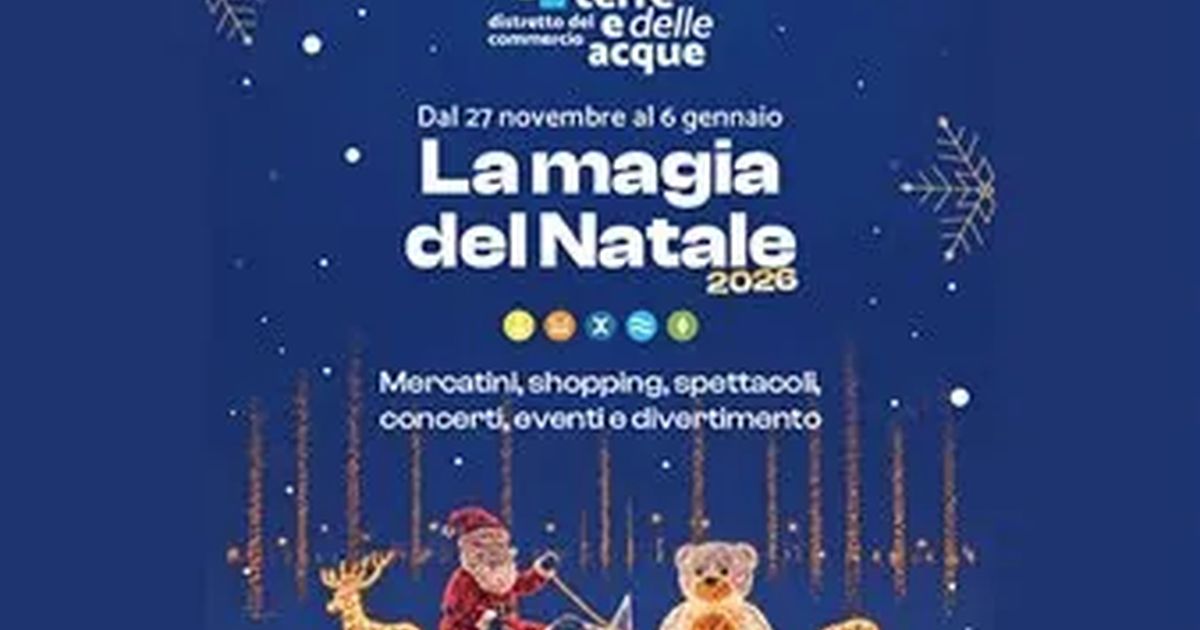 terre
distretto del
commercio
e delle
acque
Dal 27 novembre al 6 gennaio
La magia
del Natale
2026
Mercatini, shopping, spettacoli,
concerti, eventi e divertimento